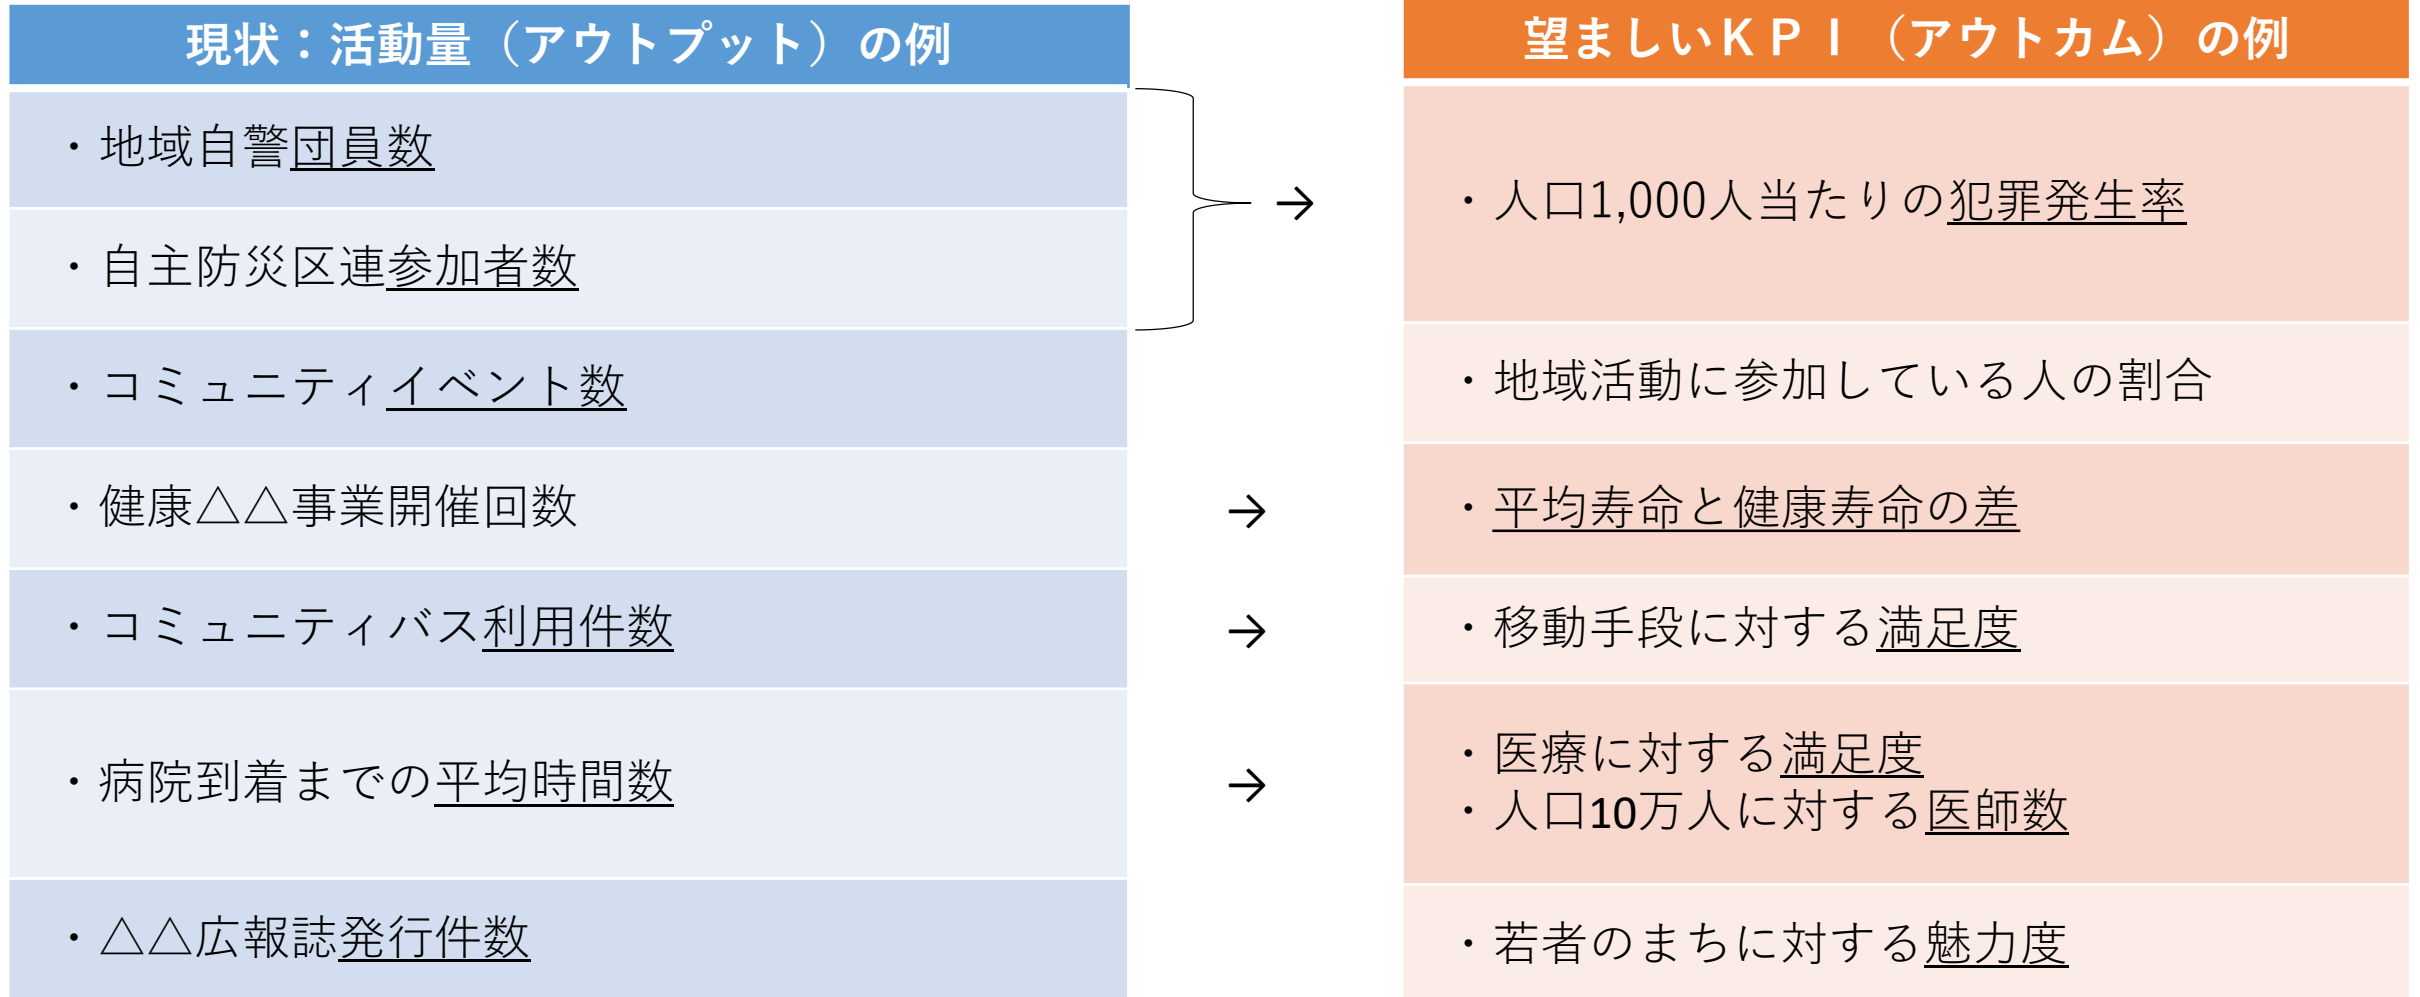 現状：活動量（アウトプット）の例
・地域自警団員数
・自主防災区連参加者数
・コミュニティイベント数
・健康△△事業開催回数
・コミュニティバス利用件数
・病院到着までの平均時間数
・△△広報誌発行件数
→
→
→
→
望ましいＫＰＩ（アウトカム）の例
・人口1,000人当たりの犯罪発生率
・地域活動に参加している人の割合
・平均寿命と健康寿命の差
・移動手段に対する満足度
・医療に対する満足度
・人口10万人に対する医師数
・若者のまちに対する魅力度